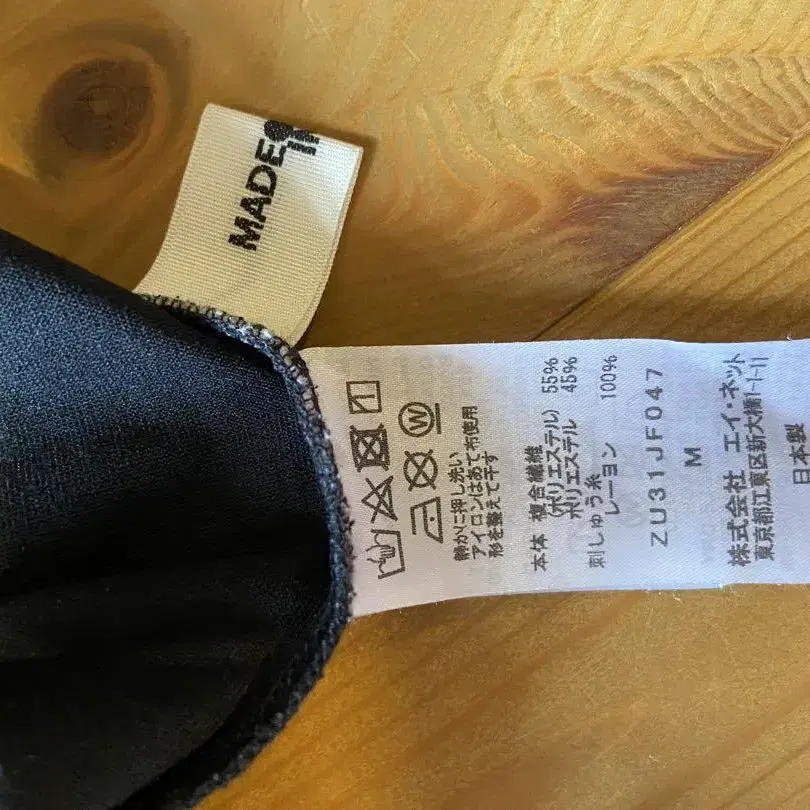 MADE
W
静かに押し洗い
アイロンはあて布使用
形を整えて干す
本体 複合繊維
(ポリエステル) 55%
ポリエステル 45%
刺しゅう糸
レーヨン 100%
ZU31JF047
M
株式会社 エイ・ネット
東京都江東区新大橋1-1-11
日本製